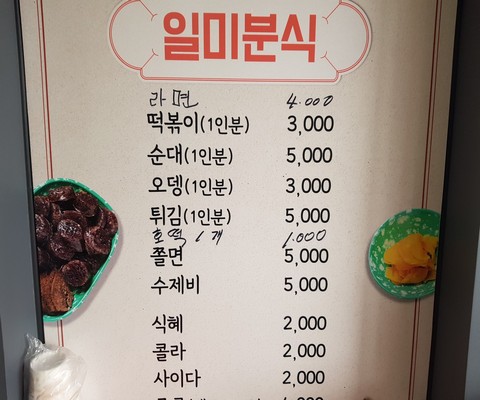 일미분식
라면 4.000
떡볶이(1인분) 3,000
순대(1인분) 5,000
오뎅(1인분) 3,000
튀김(1인분) 5,000
호떡 1개 1.000
쫄면 5,000
수제비 5,000
식혜 2,000
콜라 2,000
사이다 2,000